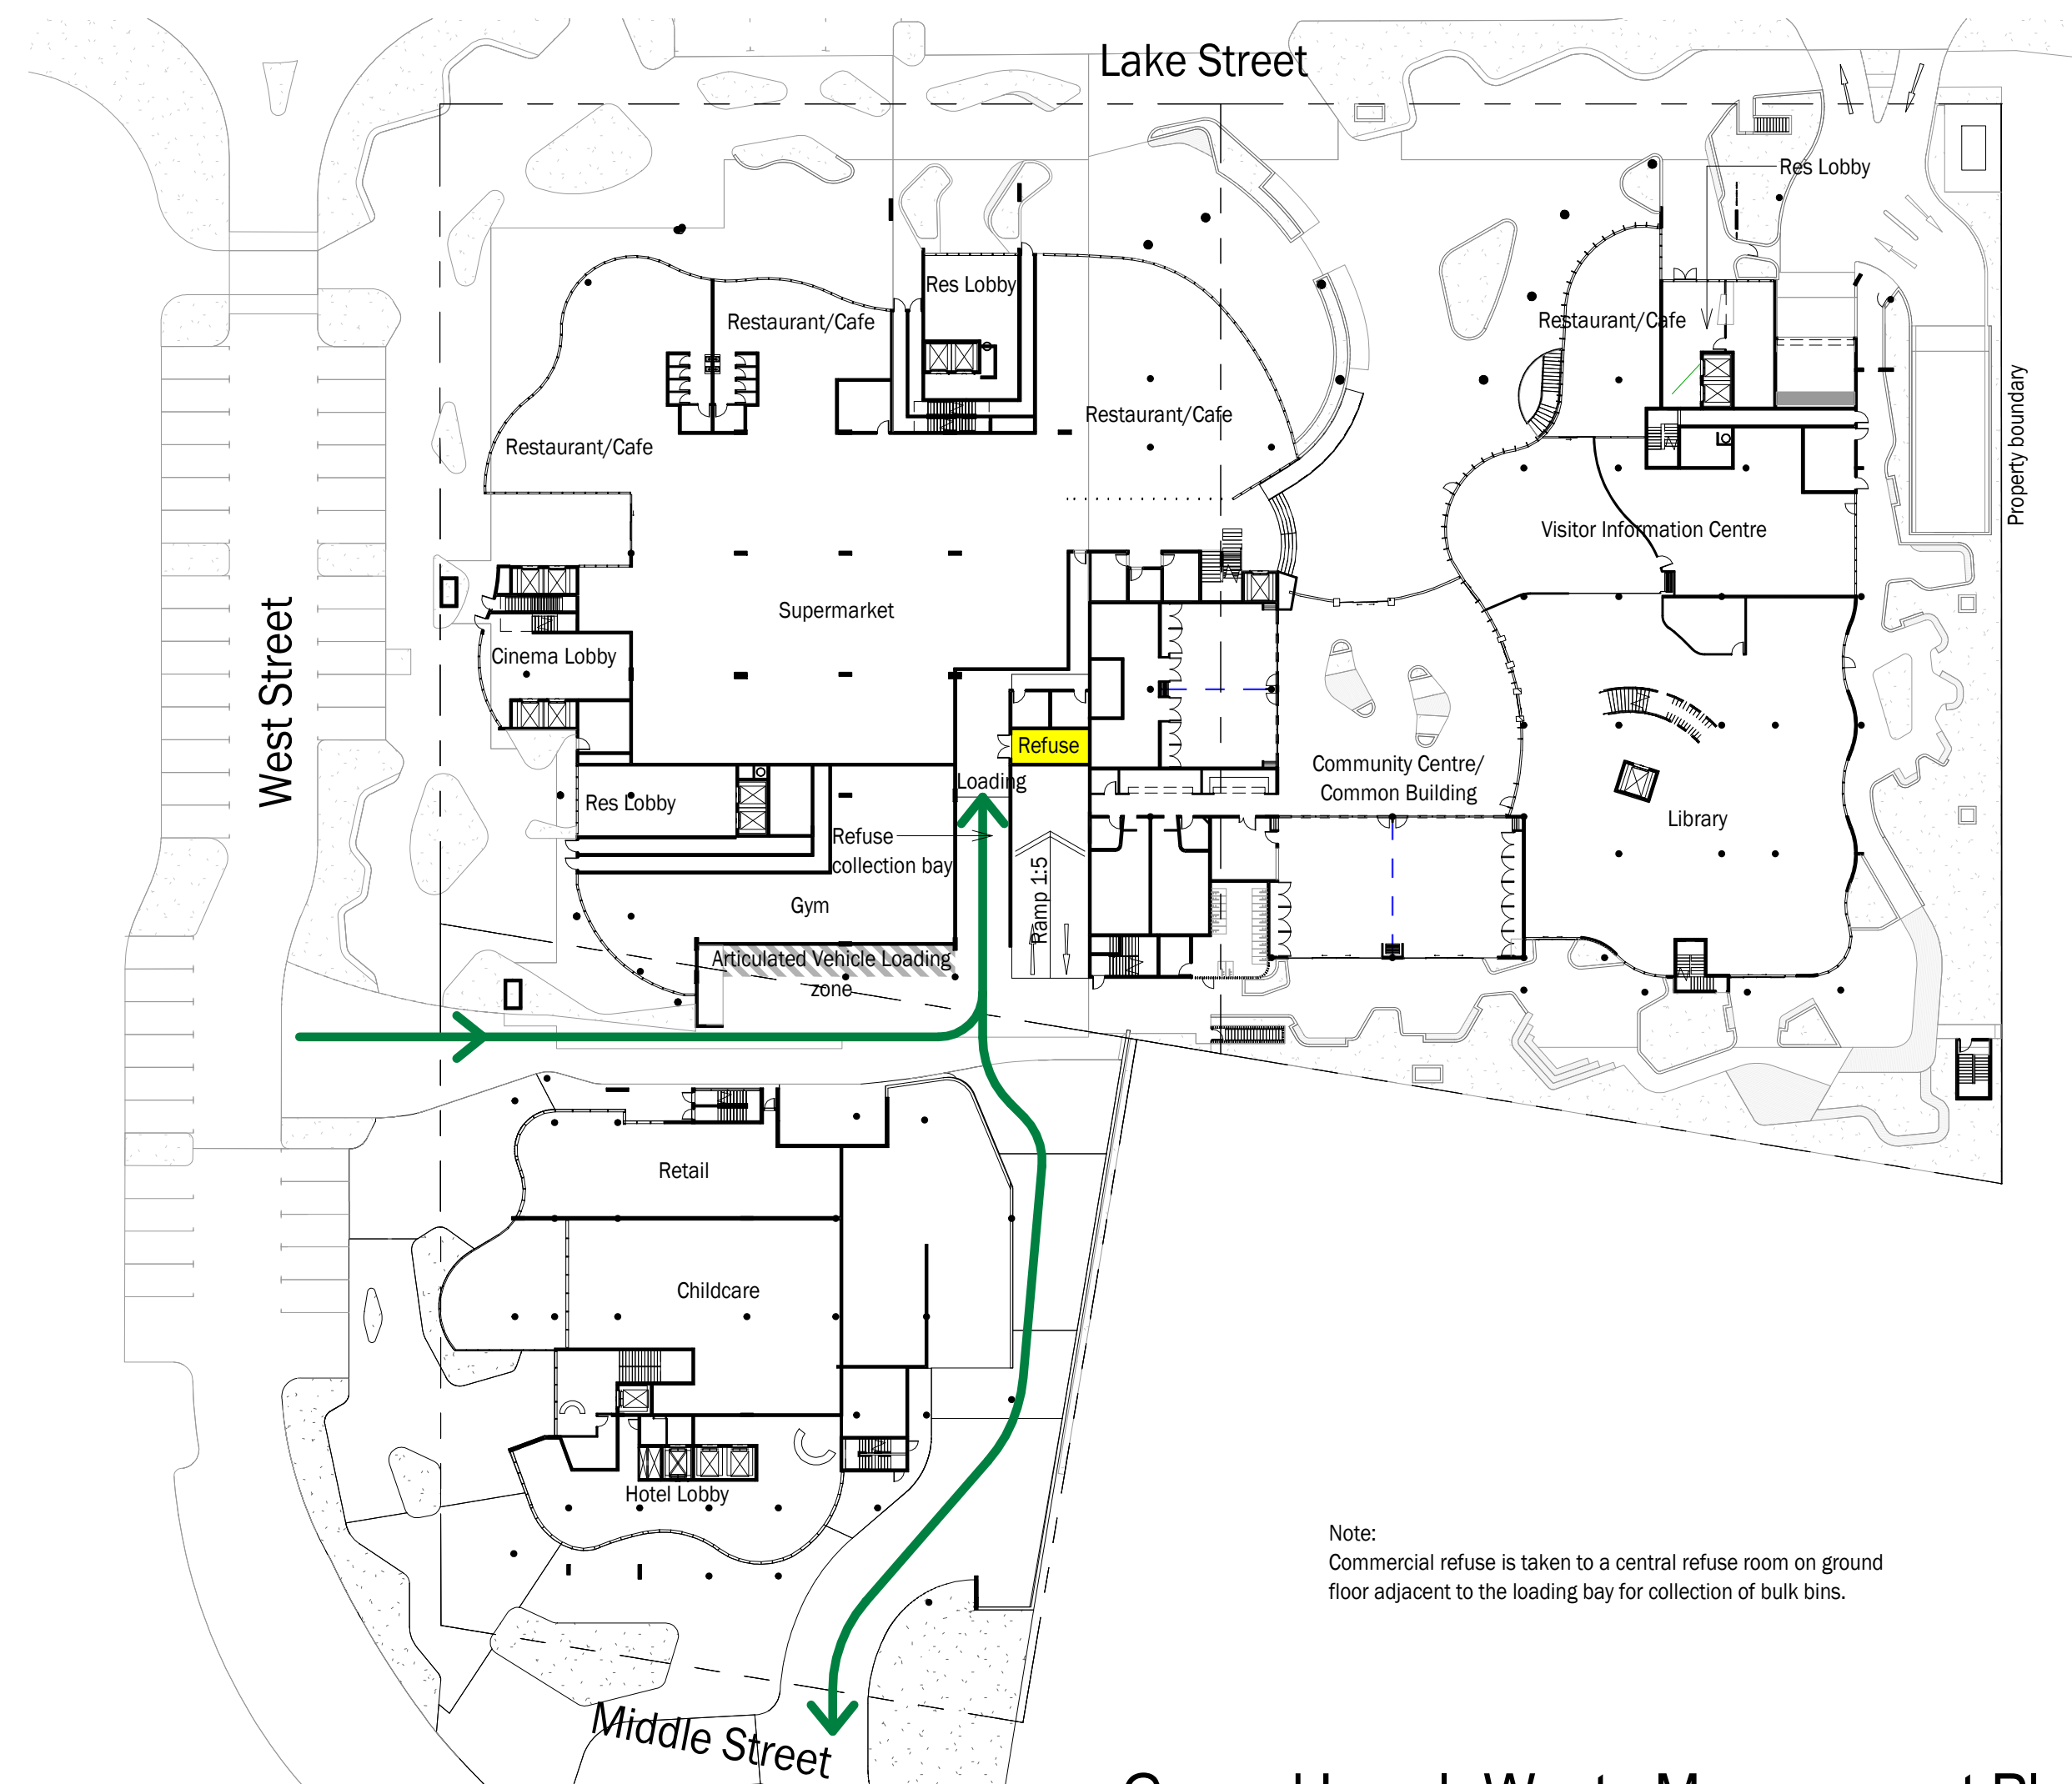 Lake Street
Res Lobby
Res Lobby
Restaurant/Cafe
Restaurant/Cafe
Restaurant/Cafe
Restaurant/Cafe
Property boundary
Visitor Information Centre
West Street
Supermarket
Cinema Lobby
Refuse
Loading
Community Centre/
Common Building
Res Lobby
Library
Refuse
collection bay
Ramp 1:5
Gym
Articulated Vehicle Loading
zone
Retail
Childcare
Hotel Lobby
Note:
Commercial refuse is taken to a central refuse room on ground
floor adjacent to the loading bay for collection of bulk bins.
Middle Street